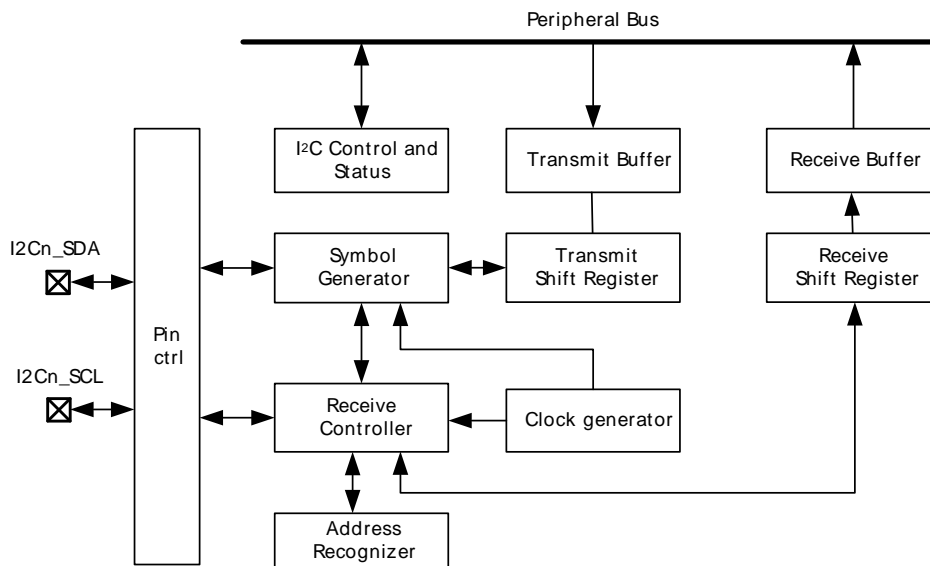 Peripheral Bus
I²C Control and
Status
Transmit Buffer
Receive Buffer
I2Cn_SDA
Symbol
Generator
Transmit
Shift Register
Receive
Shift Register
Pin
ctrl
I2Cn_SCL
Receive
Controller
Clock generator
Address
Recognizer